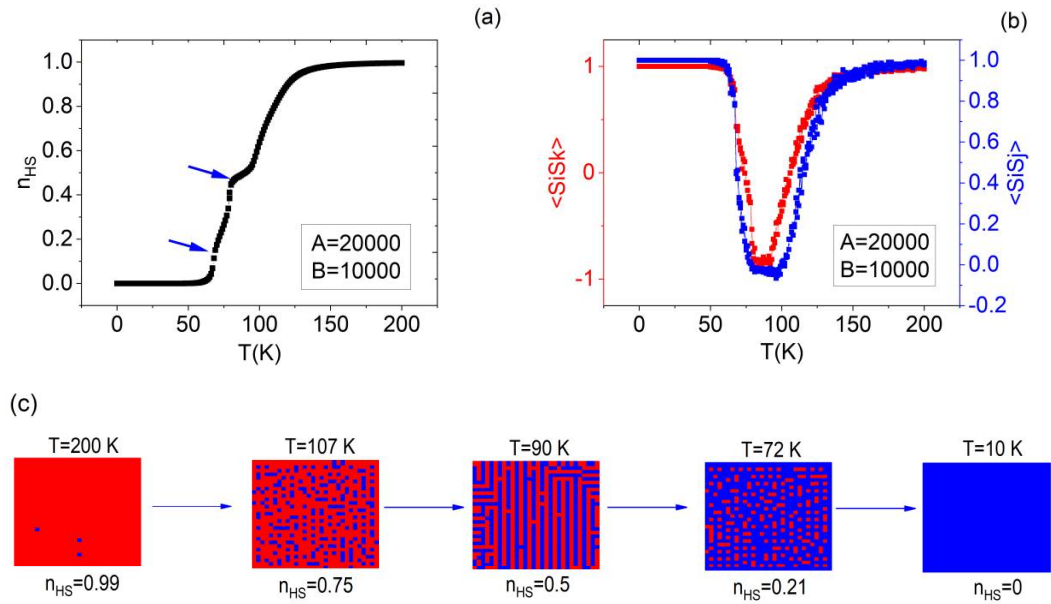 (a)
1.0
0.8
0.6
0.4
0.2
0.0
nHS
0 50 100 150 200
T(K)
A=20000
B=10000
(b)
1
0
-1
<SiSk>
1.0
0.8
0.6
0.4
0.2
0.0
-0.2
<SiSj>
0 50 100 150 200
T(K)
A=20000
B=10000
(c)
T=200 K
T=107 K
T=90 K
T=72 K
T=10 K
nHS=0.99
nHS=0.75
nHS=0.5
nHS=0.21
nHS=0